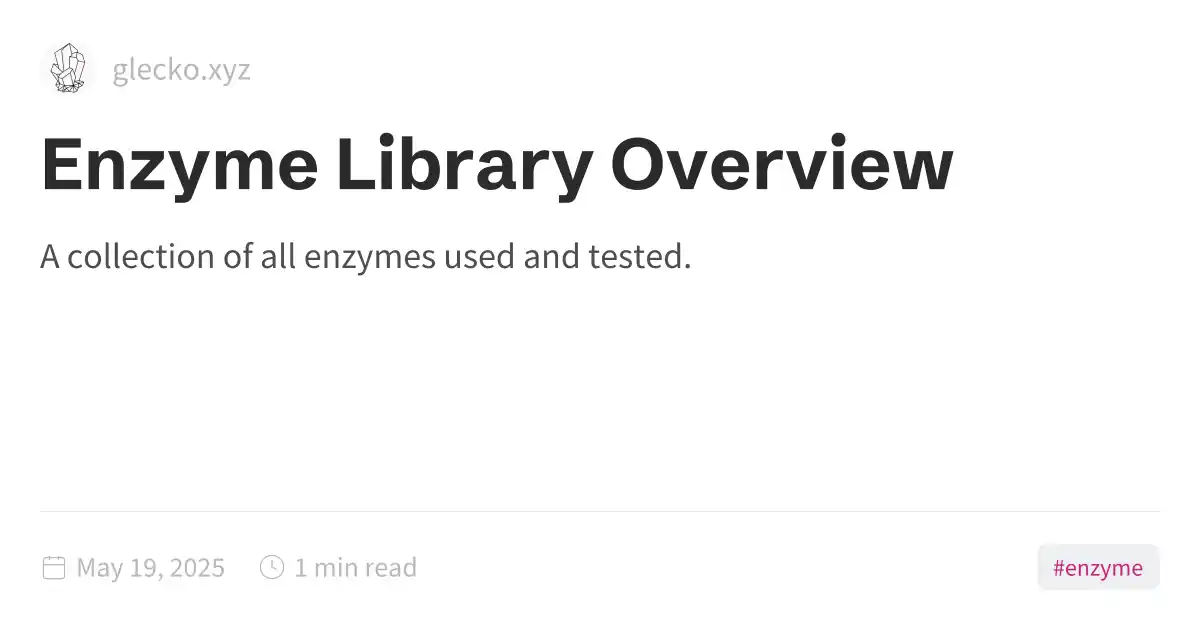 glecko.xyz
Enzyme Library Overview
A collection of all enzymes used and tested.
May 19, 2025 1 min read #enzyme